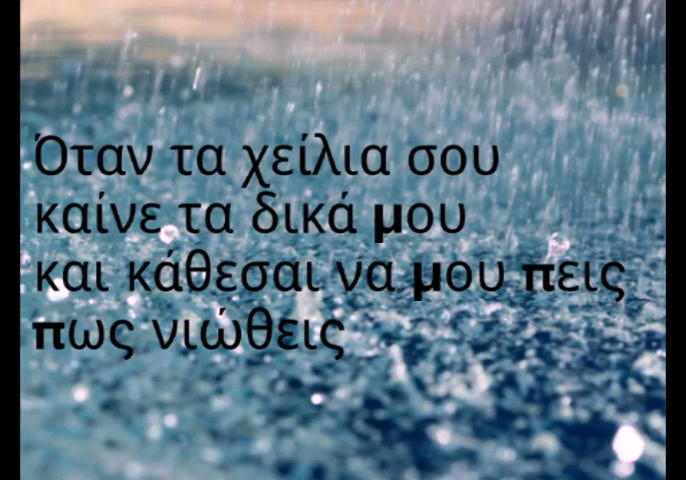 Όταν τα χείλια σου
καίνε τα δικά μου
και κάθεσαι να μου πεις
πως νιώθεις